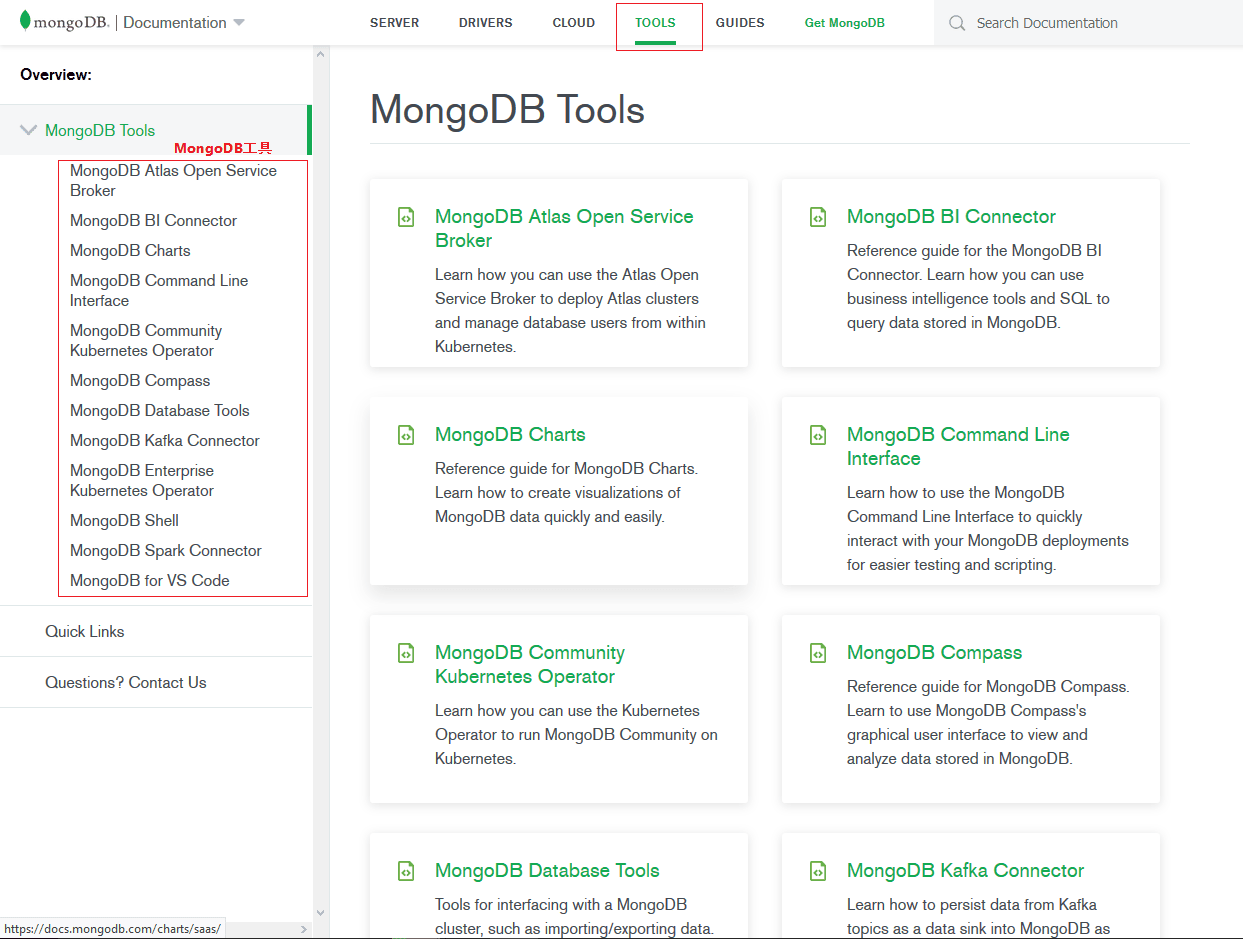 mongoDB. | Documentation
SERVER DRIVERS CLOUD TOOLS GUIDES Get MongoDB
Search Documentation
Overview:
MongoDB Tools
MongoDB工具
MongoDB Atlas Open Service
Broker
MongoDB BI Connector
MongoDB Charts
MongoDB Command Line
Interface
MongoDB Community
Kubernetes Operator
MongoDB Compass
MongoDB Database Tools
MongoDB Kafka Connector
MongoDB Enterprise
Kubernetes Operator
MongoDB Shell
MongoDB Spark Connector
MongoDB for VS Code
Quick Links
Questions? Contact Us
https://docs.mongodb.com/charts/saas/
MongoDB Tools
MongoDB Atlas Open Service
Broker
Learn how you can use the Atlas Open
Service Broker to deploy Atlas clusters
and manage database users from within
Kubernetes.
MongoDB BI Connector
Reference guide for the MongoDB BI
Connector. Learn how you can use
business intelligence tools and SQL to
query data stored in MongoDB.
MongoDB Charts
Reference guide for MongoDB Charts.
Learn how to create visualizations of
MongoDB data quickly and easily.
MongoDB Command Line
Interface
Learn how to use the MongoDB
Command Line Interface to quickly
interact with your MongoDB deployments
for easier testing and scripting.
MongoDB Community
Kubernetes Operator
Learn how you can use the Kubernetes
Operator to run MongoDB Community on
Kubernetes.
MongoDB Compass
Reference guide for MongoDB Compass.
Learn to use MongoDB Compass's
graphical user interface to view and
analyze data stored in MongoDB.
MongoDB Database Tools
Tools for interfacing with a MongoDB
cluster, such as importing/exporting data.
MongoDB Kafka Connector
Learn how to persist data from Kafka
topics as a data sink into MongoDB as